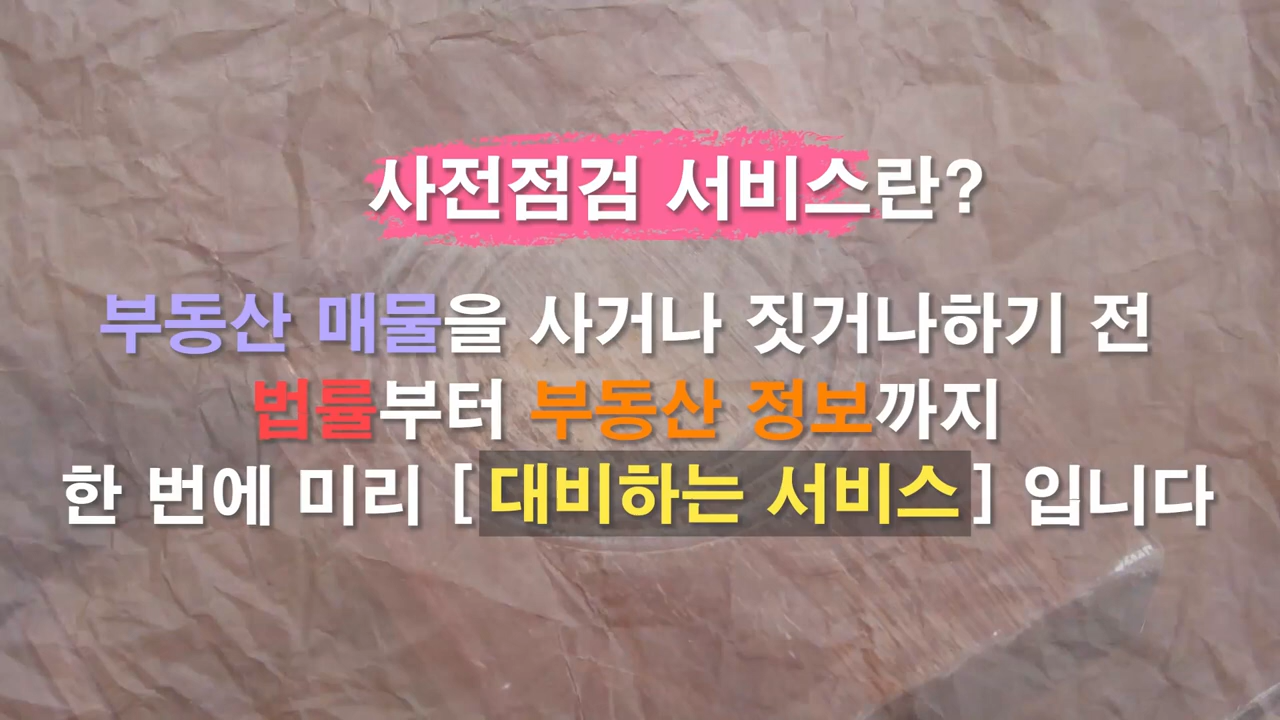 사전점검 서비스란?
부동산 매물을 사거나 짓거나하기 전
법률부터 부동산 정보까지
한 번에 미리 [대비하는 서비스] 입니다